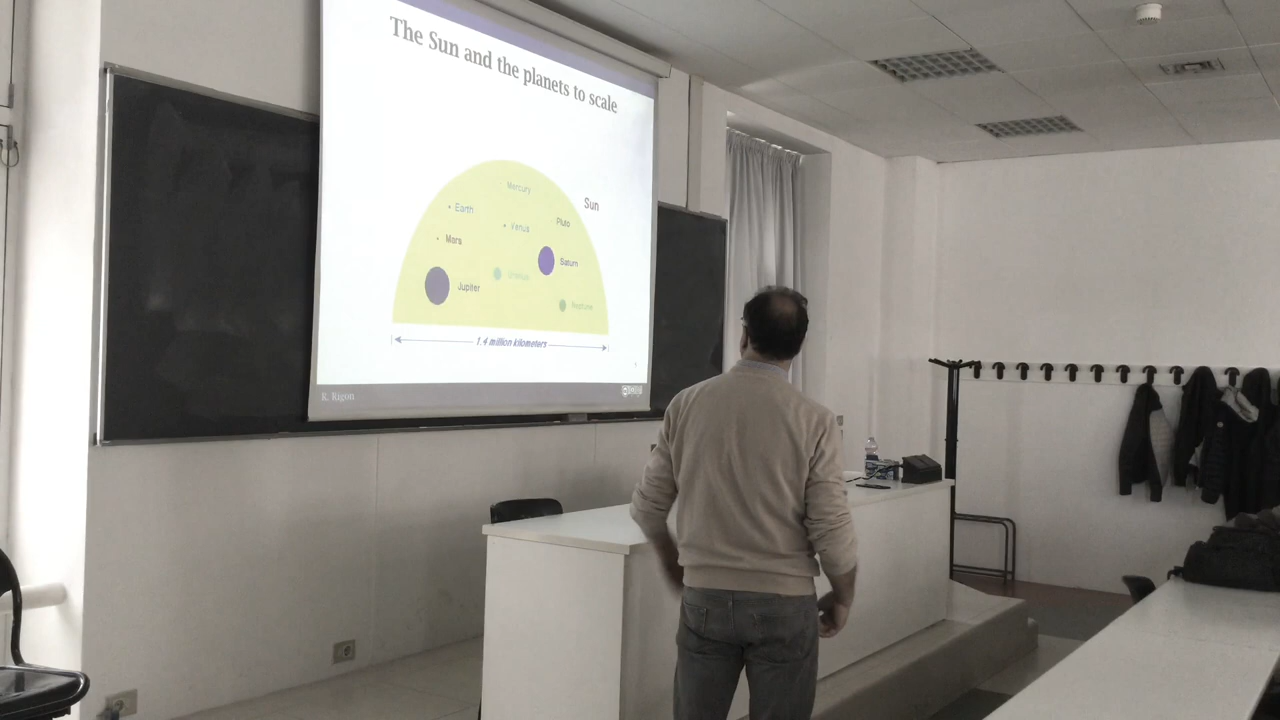 The Sun and the planets to scale
Mercury
Sun
Earth
Venus
Pluto
Mars
Saturn
Uranus
Jupiter
Neptune
1.4 million kilometers
R. Rigon